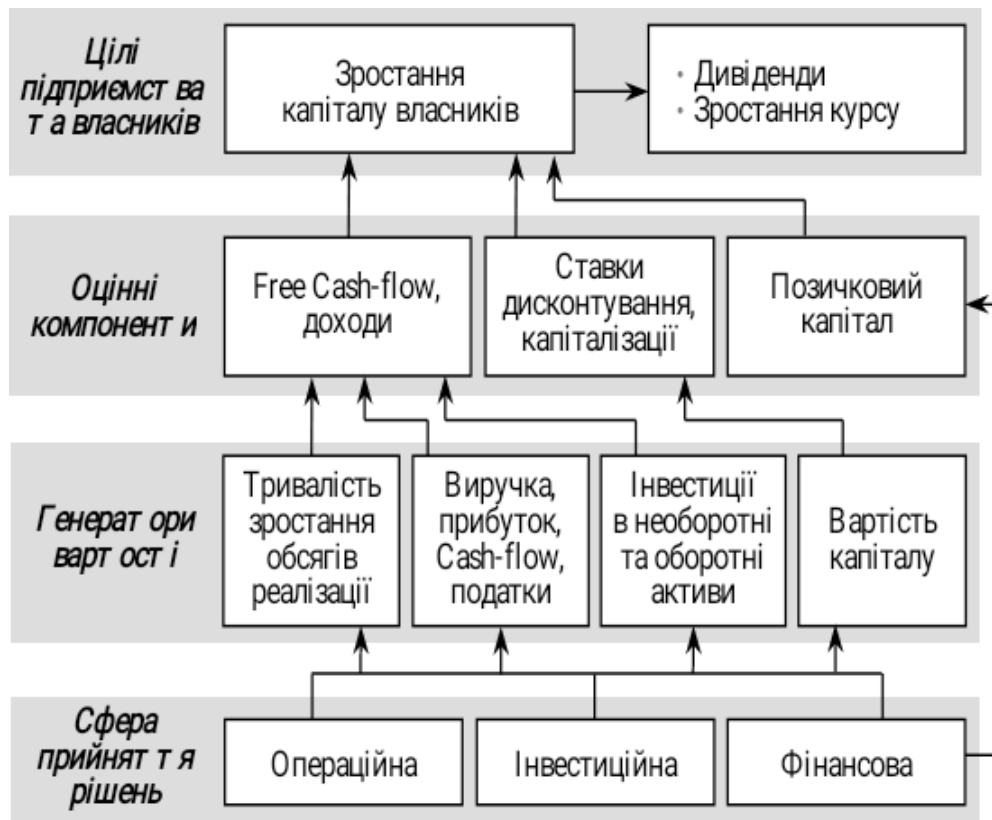 Цілі
підприємст ва
т а власників
Зростання
капіталу власників
· Дивіденди
· Зростання курсу
Оцінні
компонент и
Free Cash-flow,
доходи
Ставки
дисконтування,
капіталізації
Позичковий
капітал
Генерат ори
варт ост і
Тривалість
зростання
обсягів
реалізації
Виручка,
прибуток,
Cash-flow,
податки
Інвестиції
в необоротні
та оборотні
активи
Вартість
капіталу
Сфера
прийнят т я
рішень
Операційна
Інвестиційна
Фінансова